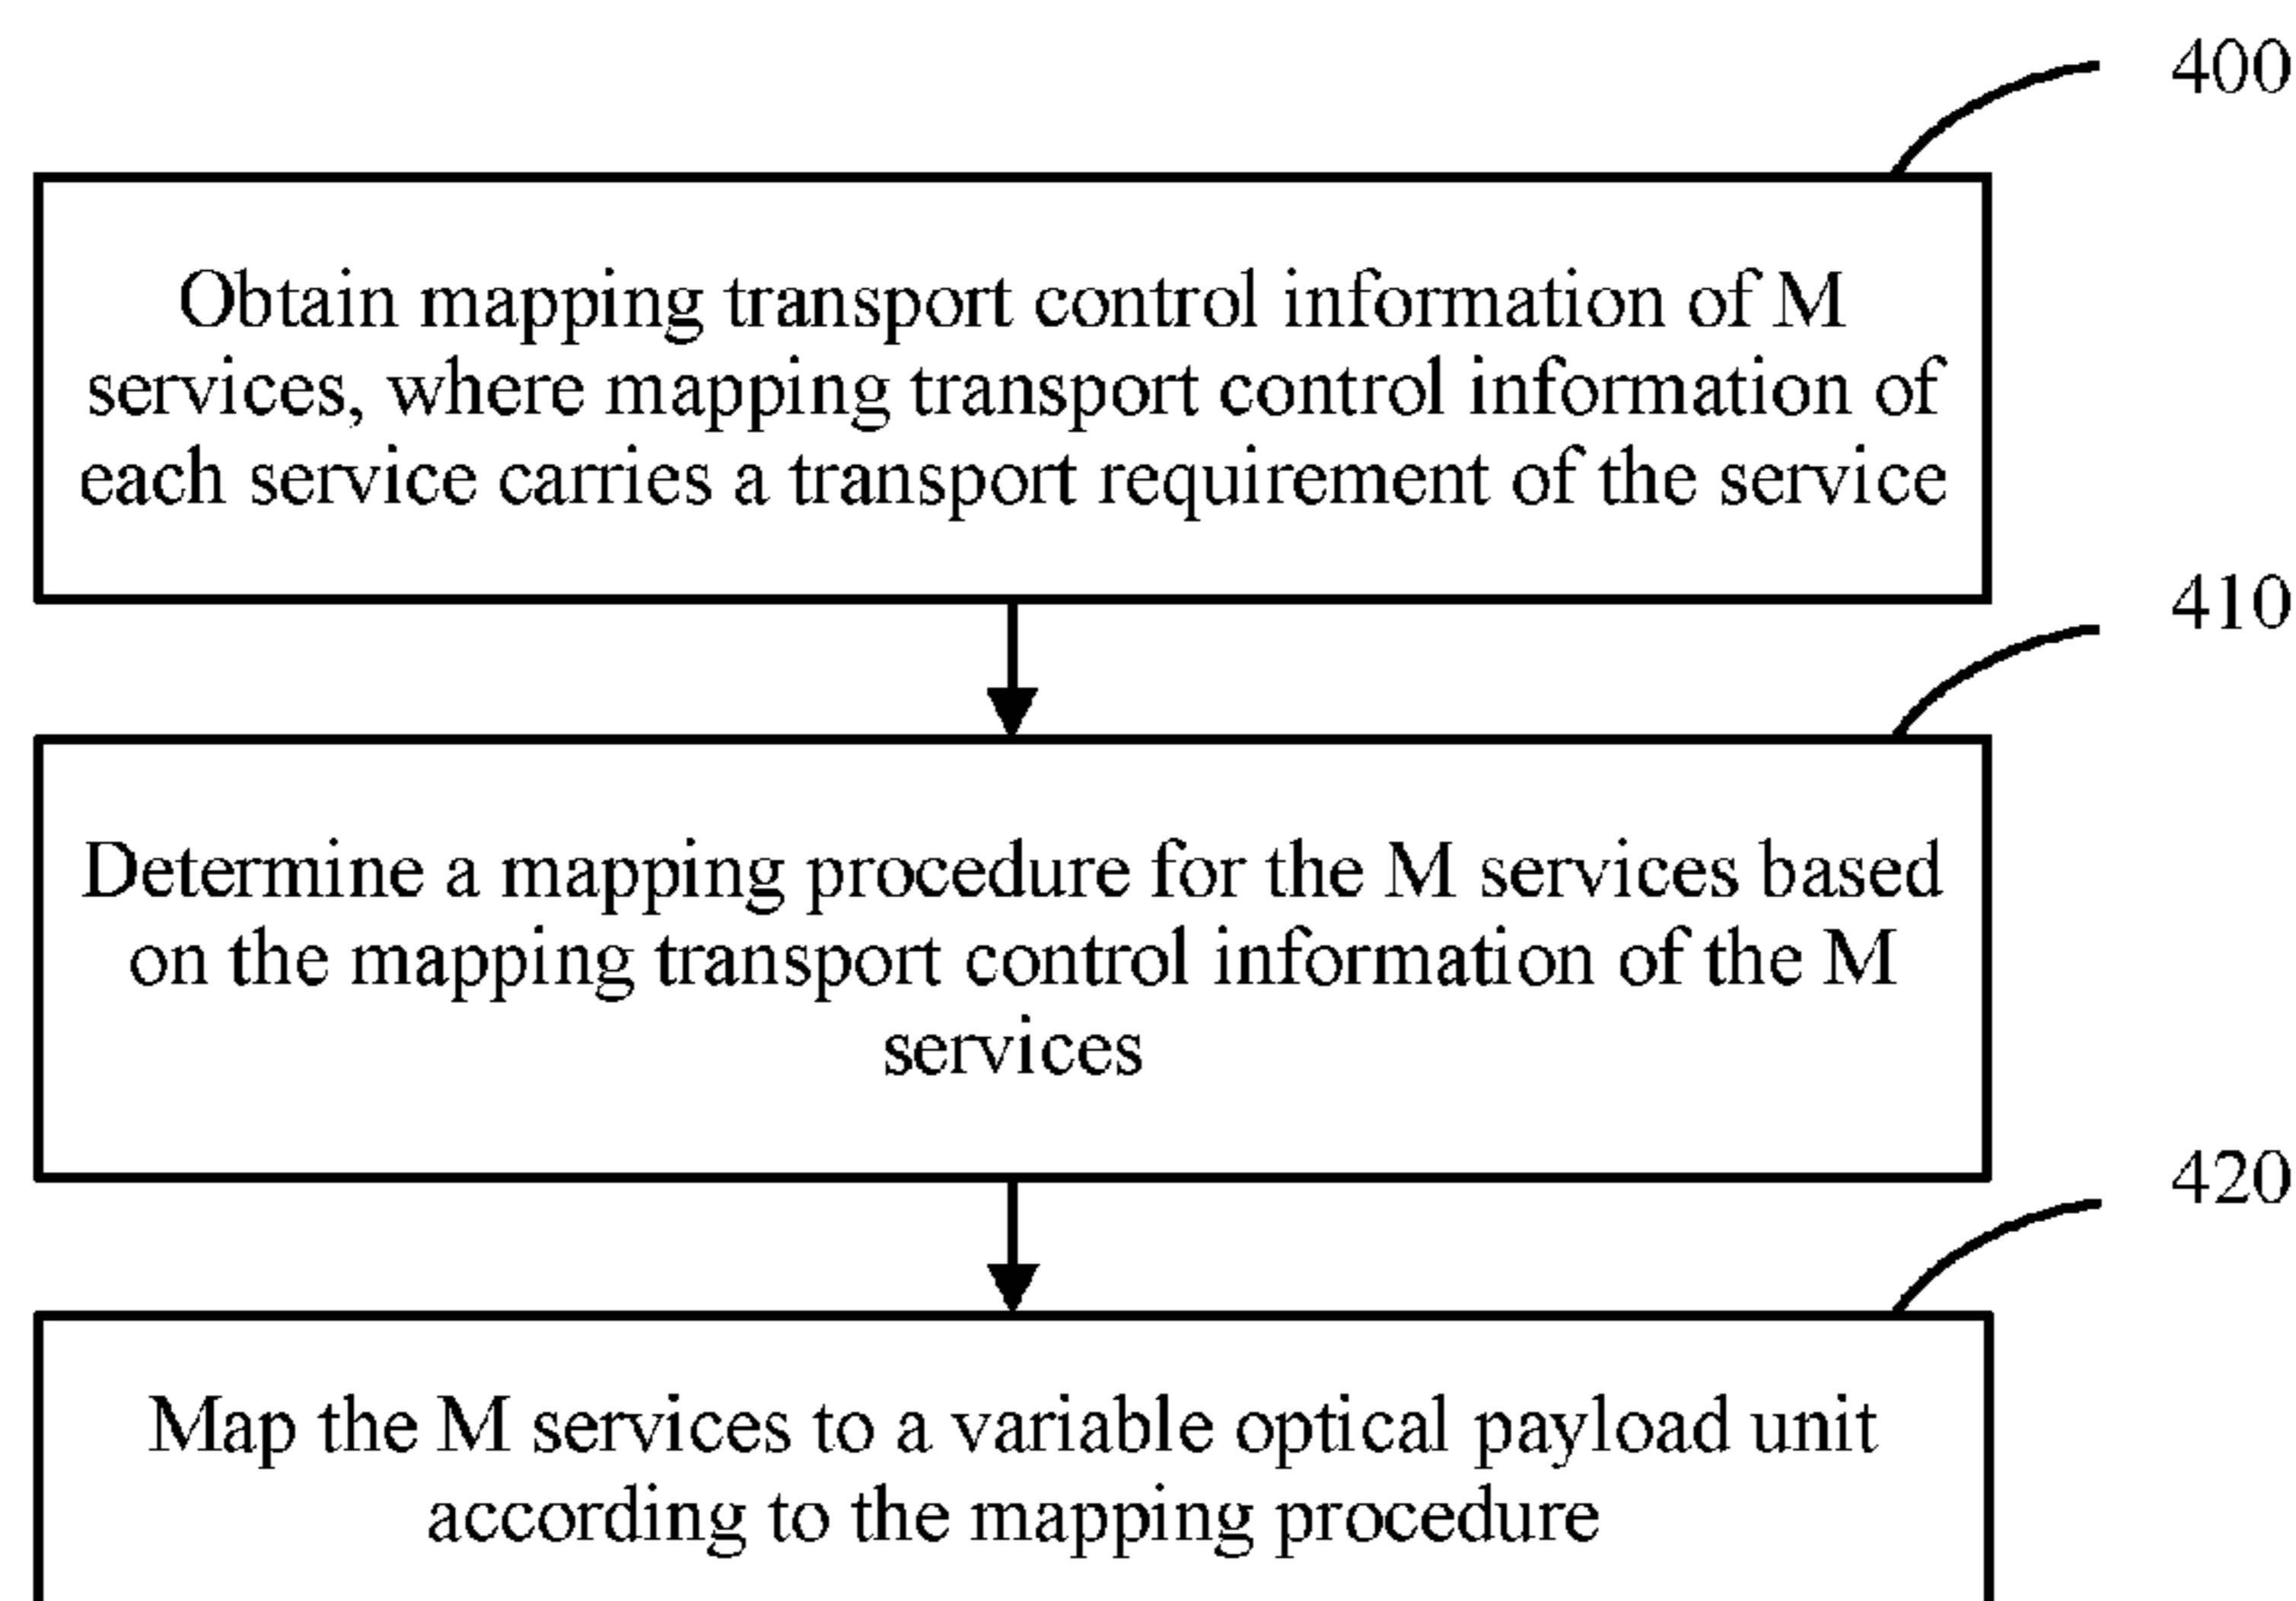 400
Obtain mapping transport control information of M
services, where mapping transport control information of
each service carries a transport requirement of the service
410
Determine a mapping procedure for the M services based
on the mapping transport control information of the M
services
420
Map the M services to a variable optical payload unit
according to the mapping procedure